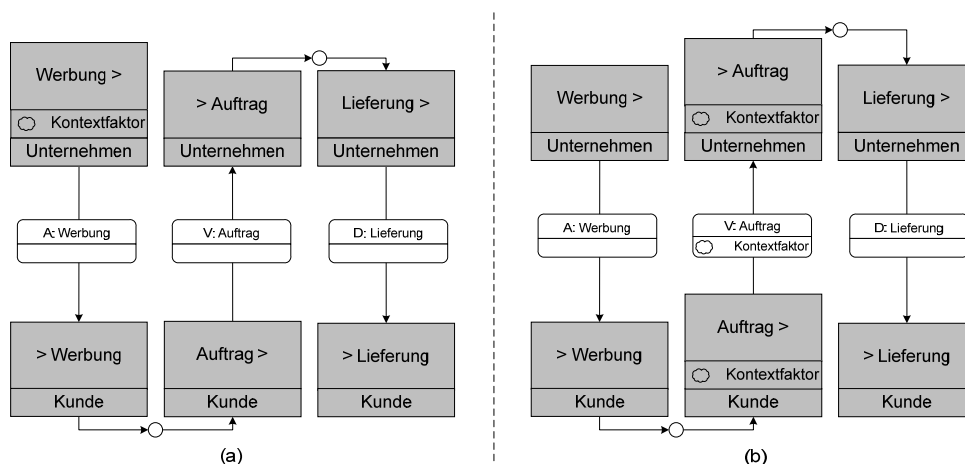 Werbung >
Kontextfaktor
Unternehmen
> Auftrag
Unternehmen
Lieferung >
Unternehmen
A: Werbung
V: Auftrag
D: Lieferung
> Werbung
Kunde
Auftrag >
Kunde
> Lieferung
Kunde
(a)
Werbung >
Unternehmen
> Auftrag
Kontextfaktor
Unternehmen
Lieferung >
Unternehmen
A: Werbung
V: Auftrag
Kontextfaktor
D: Lieferung
> Werbung
Kunde
Auftrag >
Kontextfaktor
Kunde
> Lieferung
Kunde
(b)